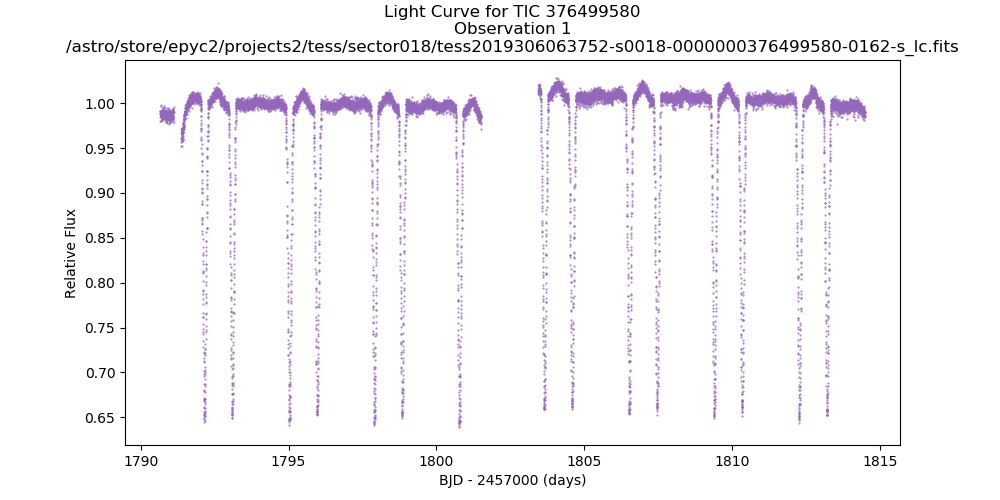 Light Curve for TIC 376499580
Observation 1
/astro/store/epyc2/projects2/tess/sector018/tess2019306063752-s0018-0000000376499580-0162-s_lc.fits
1.00
0.95
0.90
0.85
0.80
0.75
0.70
0.65
Relative Flux
1790
1795
1800
1805
1810
1815
BJD - 2457000 (days)